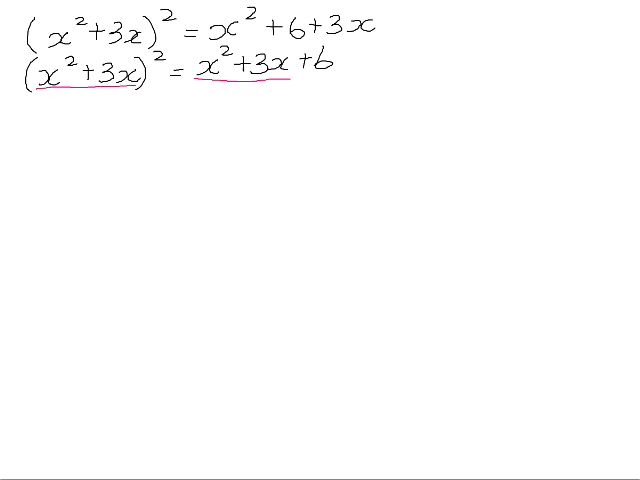 (x²+3x)² = x² + 6 + 3x
(x²+3x)² = x²+3x +6